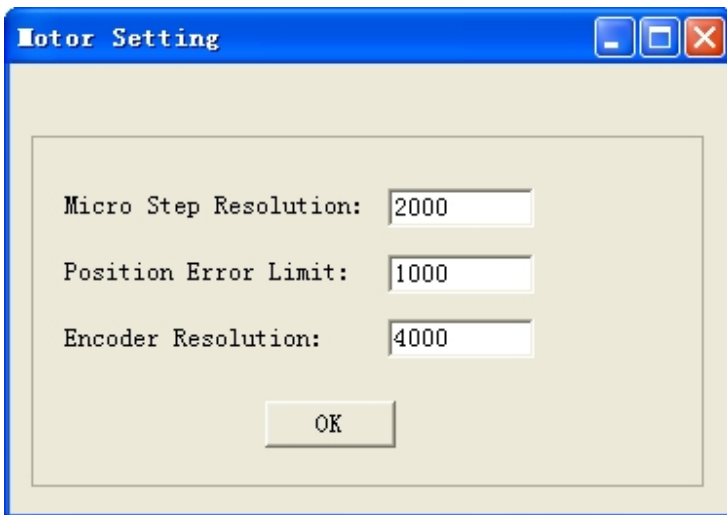 Motor Setting
Micro Step Resolution: 2000
Position Error Limit: 1000
Encoder Resolution: 4000
OK